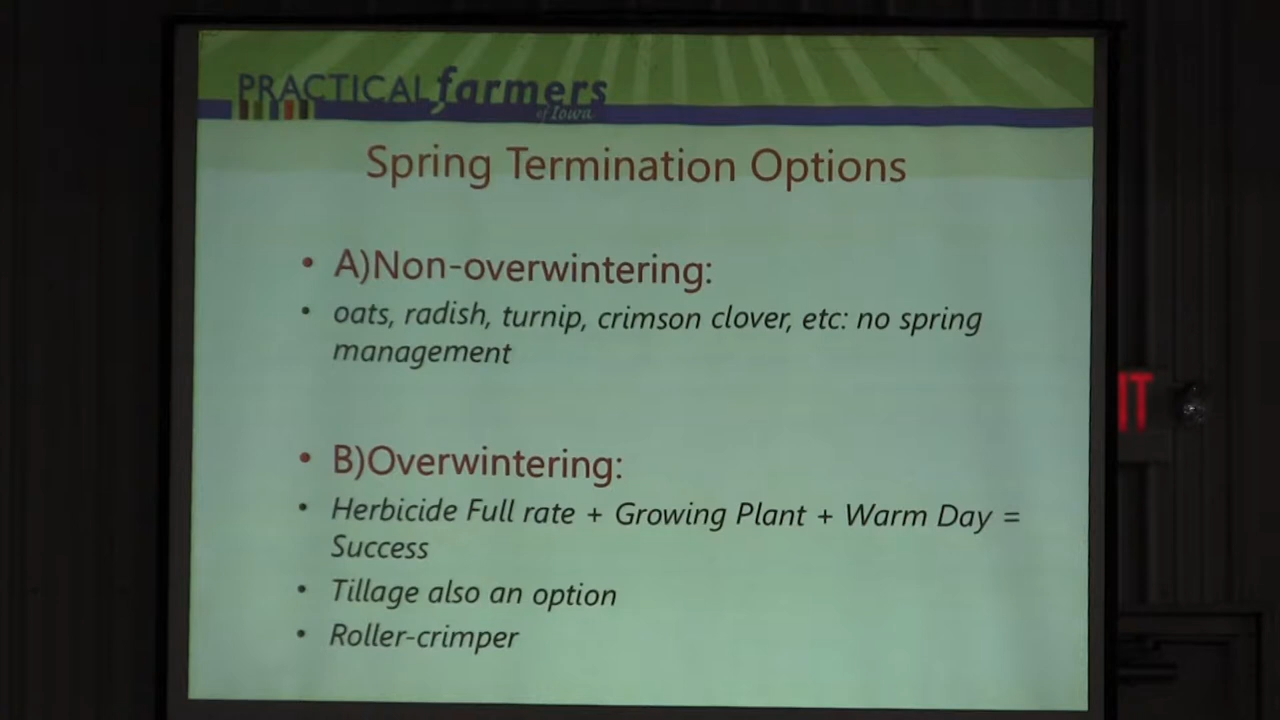 PRACTICAL farmers
of Iowa
Spring Termination Options
• A)Non-overwintering:
• oats, radish, turnip, crimson clover, etc: no spring
management
• B)Overwintering:
• Herbicide Full rate + Growing Plant + Warm Day =
Success
• Tillage also an option
• Roller-crimper
IT